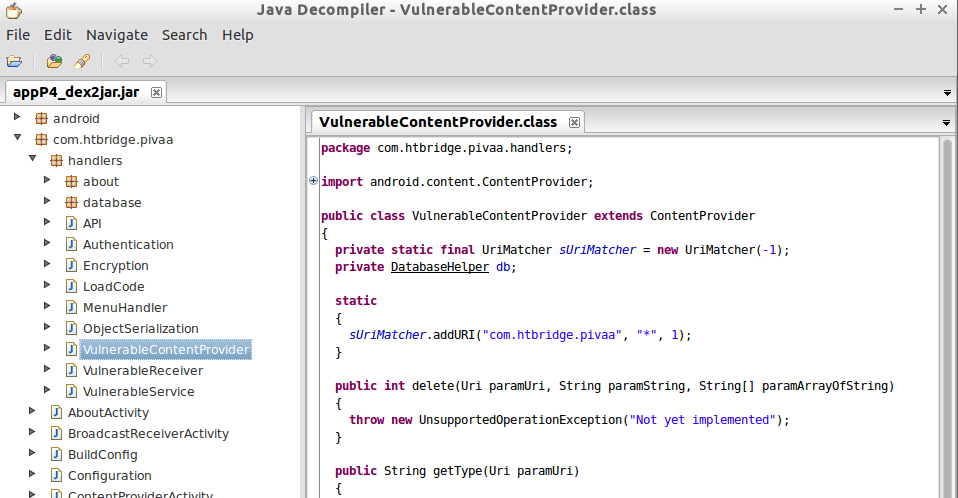 Java Decompiler - VulnerableContentProvider.class
File Edit Navigate Search Help
appP4_dex2jar.jar
android
com.htbridge.pivaa
handlers
about
database
API
Authentication
Encryption
LoadCode
MenuHandler
ObjectSerialization
VulnerableContentProvider
VulnerableReceiver
VulnerableService
AboutActivity
BroadcastReceiverActivity
BuildConfig
Configuration
ContentProviderActivity
VulnerableContentProvider.class
package com.htbridge.pivaa.handlers;
import android.content.ContentProvider;
public class VulnerableContentProvider extends ContentProvider
{
private static final UriMatcher sUriMatcher = new UriMatcher(-1);
private DatabaseHelper db;
static
{
sUriMatcher.addURI("com.htbridge.pivaa", "*", 1);
}
public int delete(Uri paramUri, String paramString, String[] paramArrayOfString)
{
throw new UnsupportedOperationException("Not yet implemented");
}
public String getType(Uri paramUri)
{